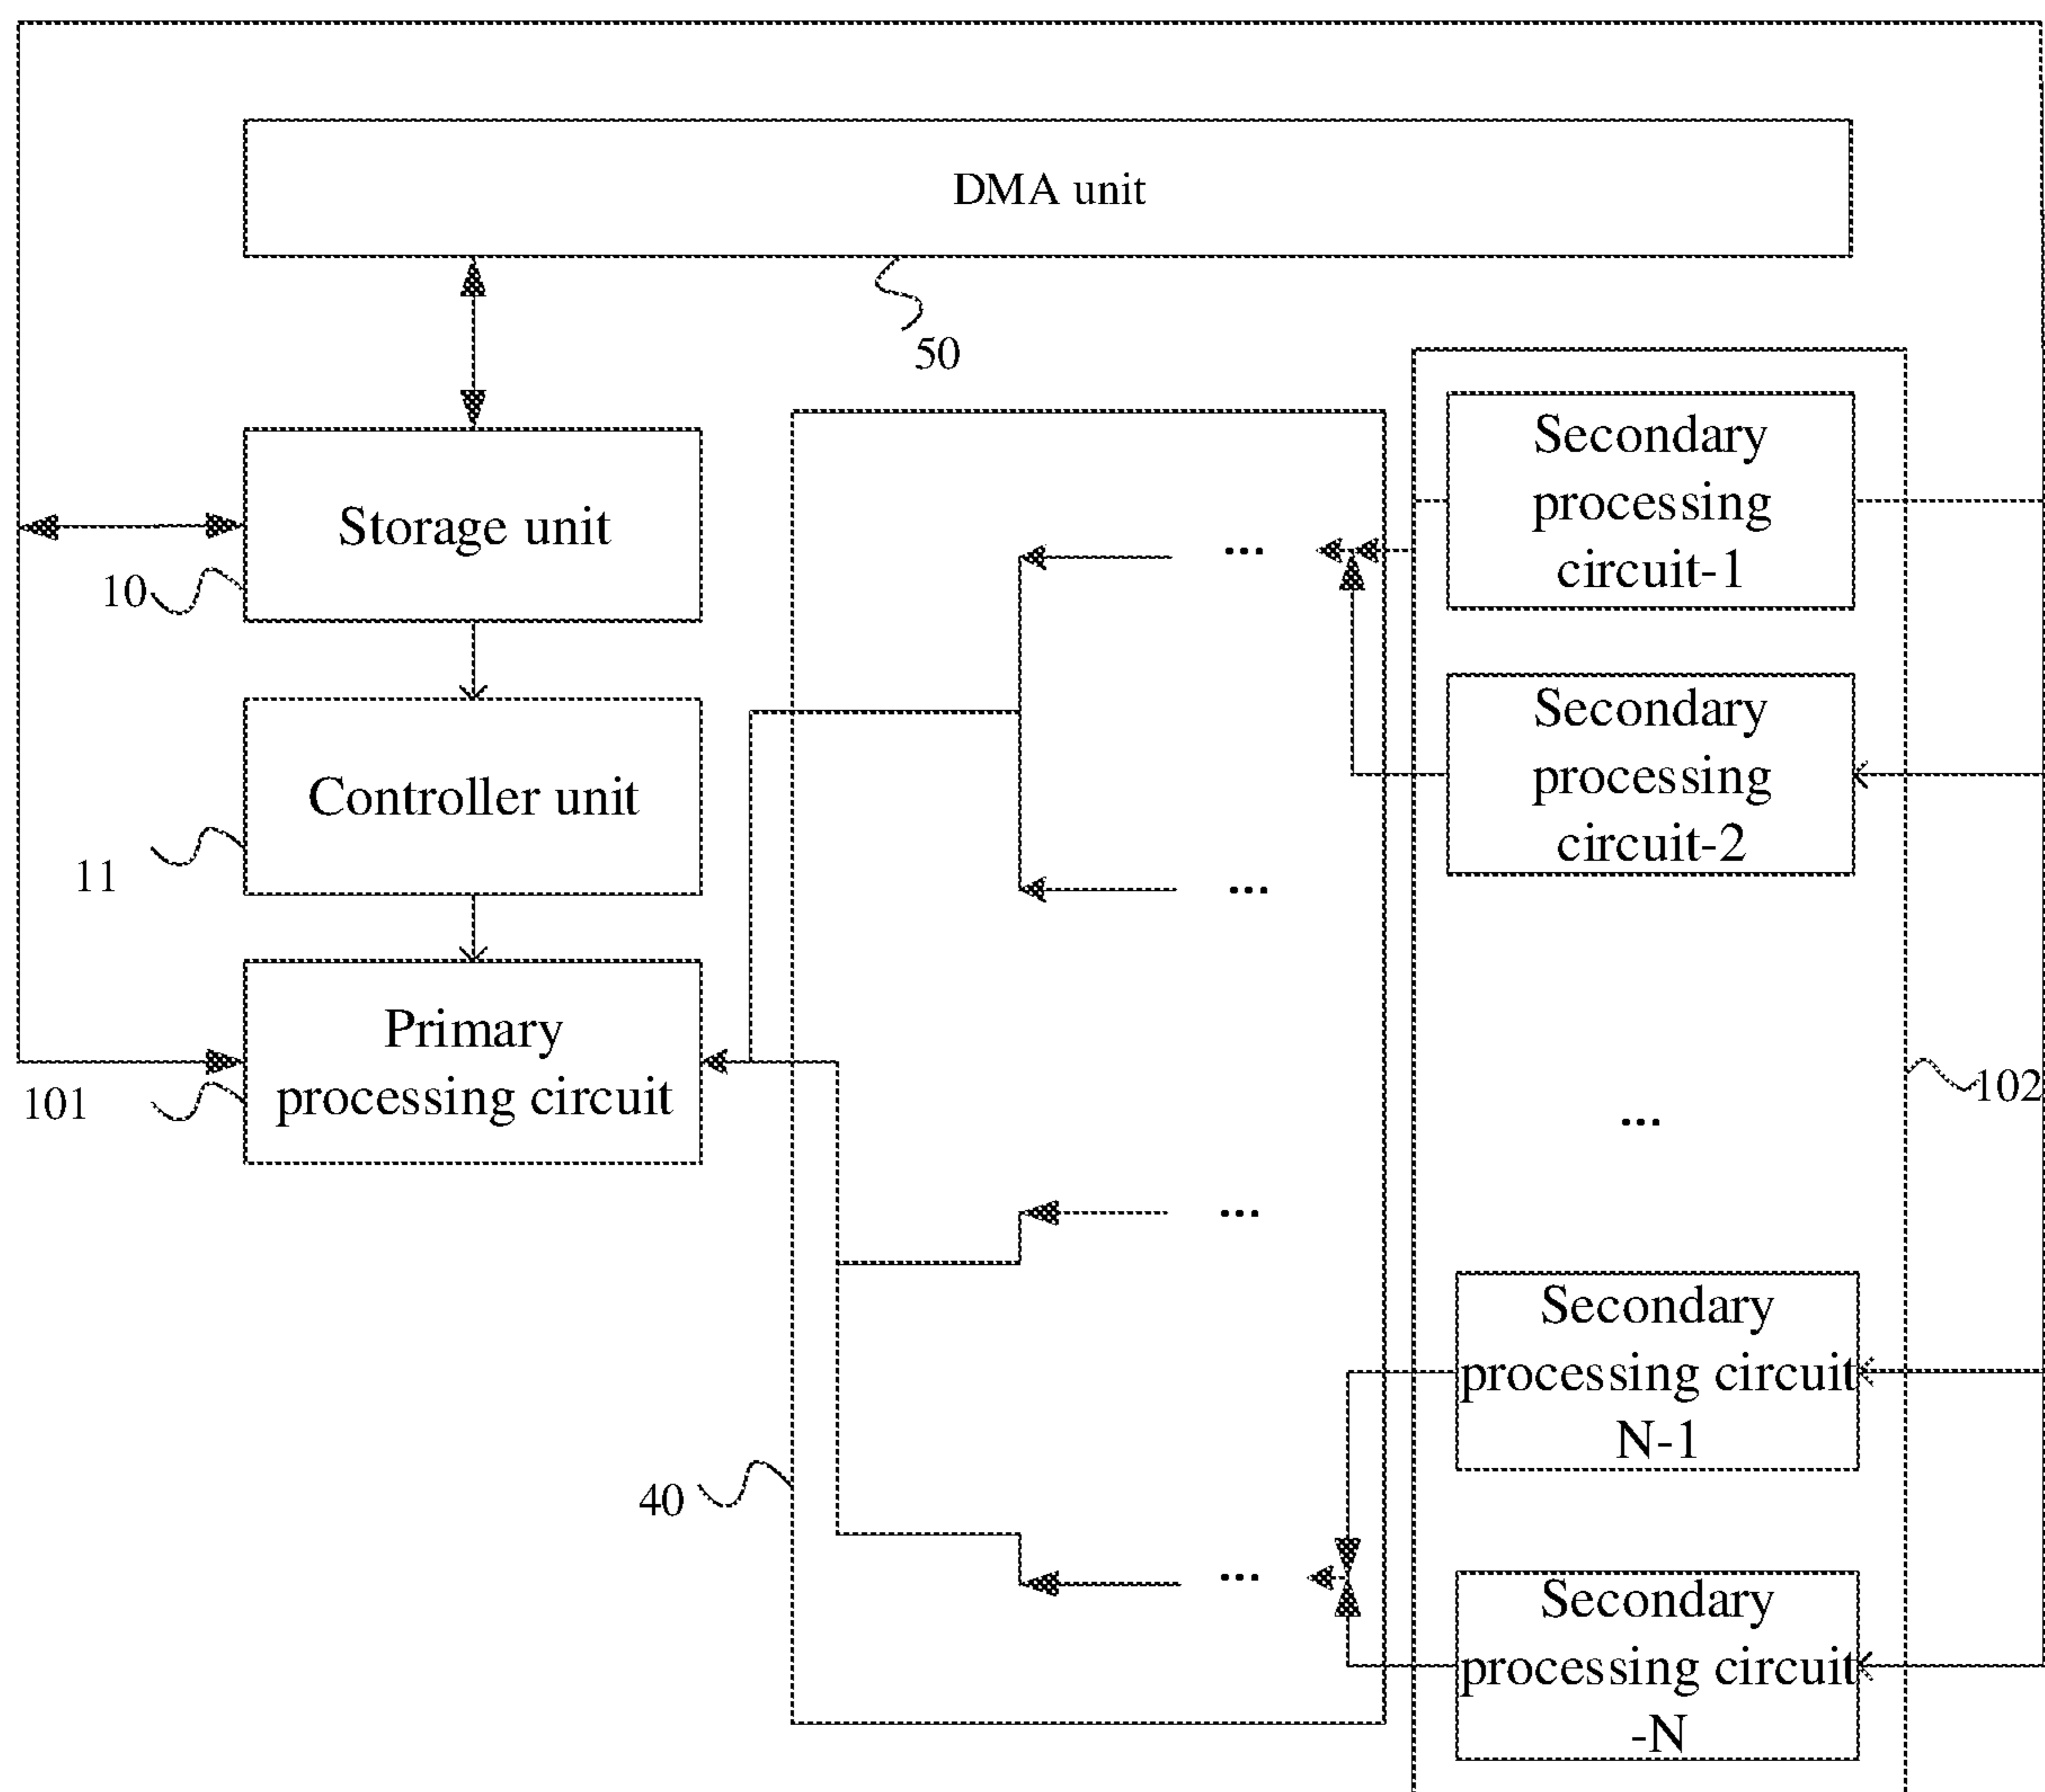 DMA unit
50
Storage unit
10
Controller unit
11
Primary
processing circuit
101
40
...
...
...
...
Secondary
processing
circuit-1
Secondary
processing
circuit-2
...
102
Secondary
processing circuit
N-1
Secondary
processing circuit
-N